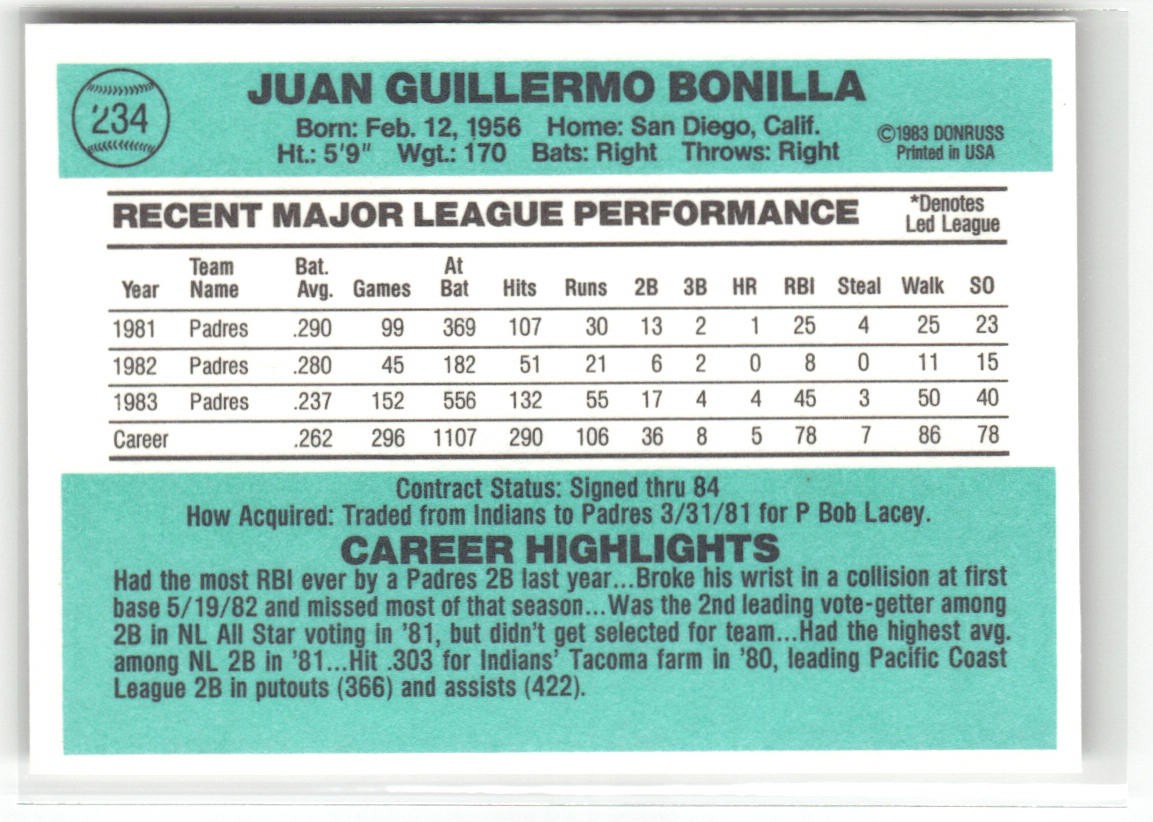 234
JUAN GUILLERMO BONILLA
Born: Feb. 12, 1956 Home: San Diego, Calif.
Ht.: 5'9" Wgt.: 170 Bats: Right Throws: Right
©1983 DONRUSS
Printed in USA
RECENT MAJOR LEAGUE PERFORMANCE
*Denotes
Led League
Year Team Name Bat. Avg. Games At Bat Hits Runs 2B 3B HR RBI Steal Walk SO
1981 Padres .290 99 369 107 30 13 2 1 25 4 25 23
1982 Padres .280 45 182 51 21 6 2 0 8 0 11 15
1983 Padres .237 152 556 132 55 17 4 4 45 3 50 40
Career .262 296 1107 290 106 36 8 5 78 7 86 78
Contract Status: Signed thru 84
How Acquired: Traded from Indians to Padres 3/31/81 for P Bob Lacey.
CAREER HIGHLIGHTS
Had the most RBI ever by a Padres 2B last year...Broke his wrist in a collision at first
base 5/19/82 and missed most of that season...Was the 2nd leading vote-getter among
2B in NL All Star voting in '81, but didn't get selected for team...Had the highest avg.
among NL 2B in '81...Hit .303 for Indians' Tacoma farm in '80, leading Pacific Coast
League 2B in putouts (366) and assists (422).